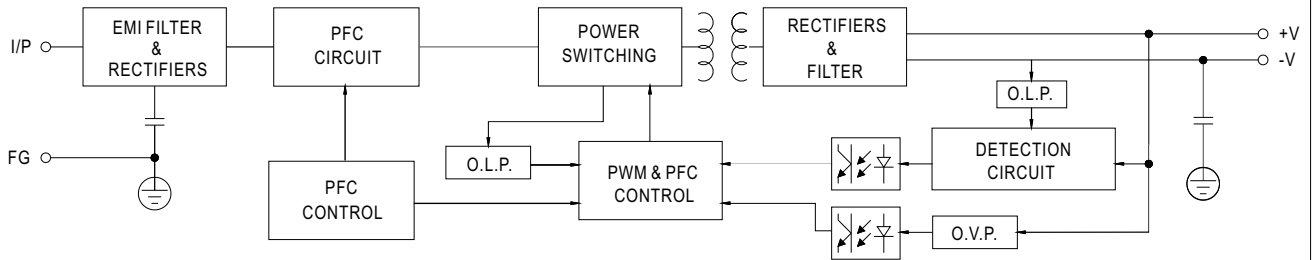 I/P
EMI FILTER
&
RECTIFIERS
PFC
CIRCUIT
POWER
SWITCHING
RECTIFIERS
&
FILTER
+V
-V
O.L.P.
FG
O.L.P.
PFC
CONTROL
PWM & PFC
CONTROL
DETECTION
CIRCUIT
O.V.P.